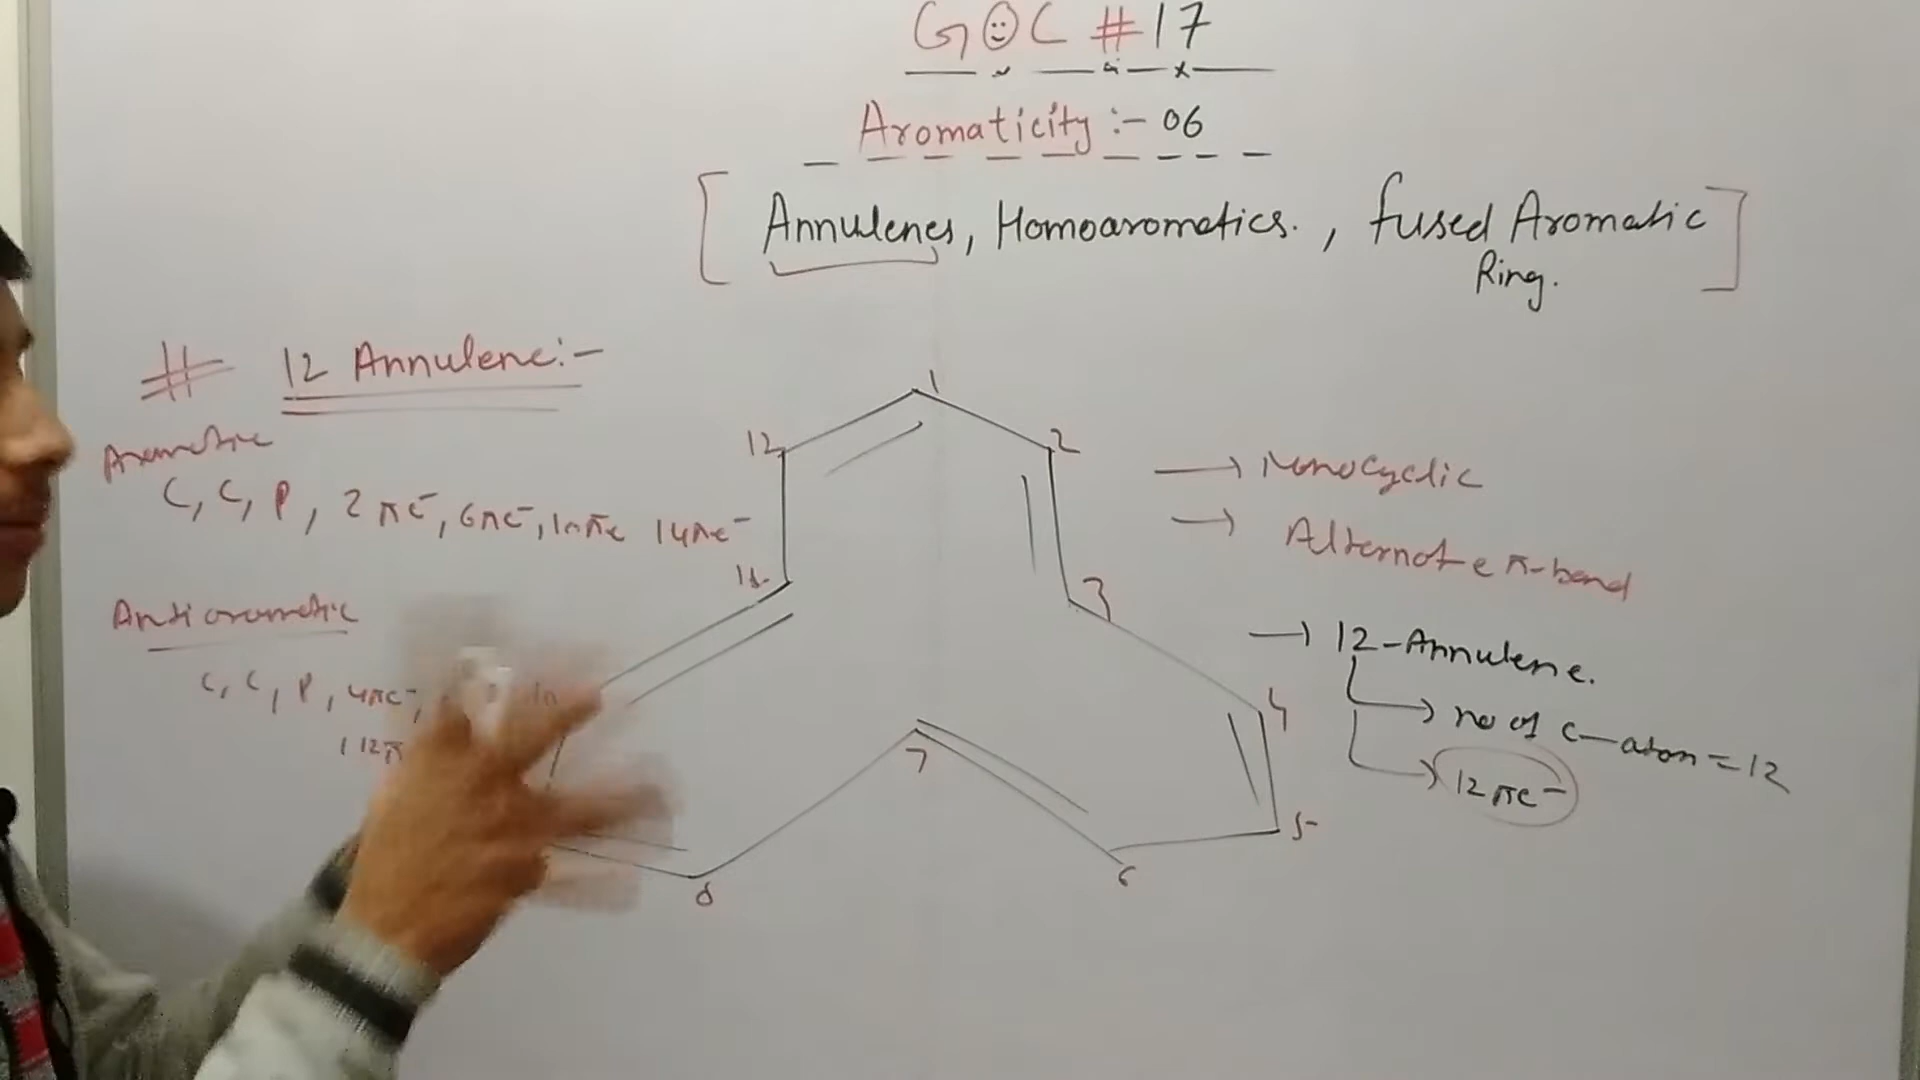 G☺C #17
Aromaticity :- 06
[ Annulenes, Homoaromatics. , fused Aromatic
Ring. ]
# 12 Annulene:-
Aromatic
C, C, P, 2πe⁻, 6πe⁻, 10πe 14πe⁻
Antiaromatic
C, C, P, 4πe⁻,
12π
1
2
3
4
5
6
7
8
11
12
→ Monocyclic
→ Alternate π-bond
→ 12-Annulene.
→ no of C-atom = 12
→ 12πe⁻